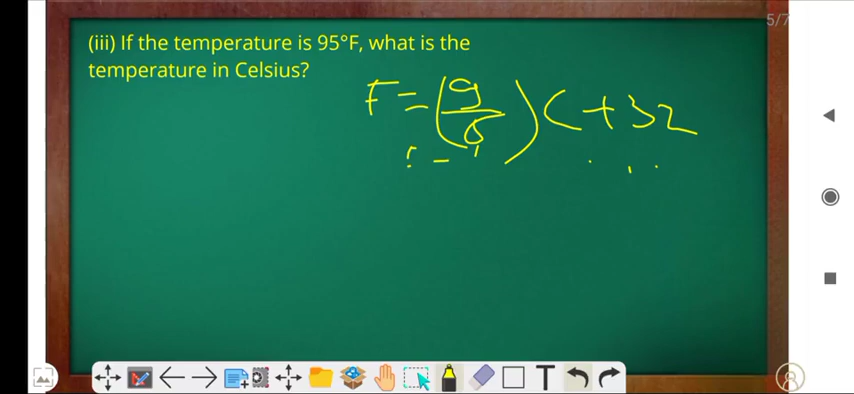 5/7
(iii) If the temperature is 95°F, what is the
temperature in Celsius?
F = (9/5) C + 32
T